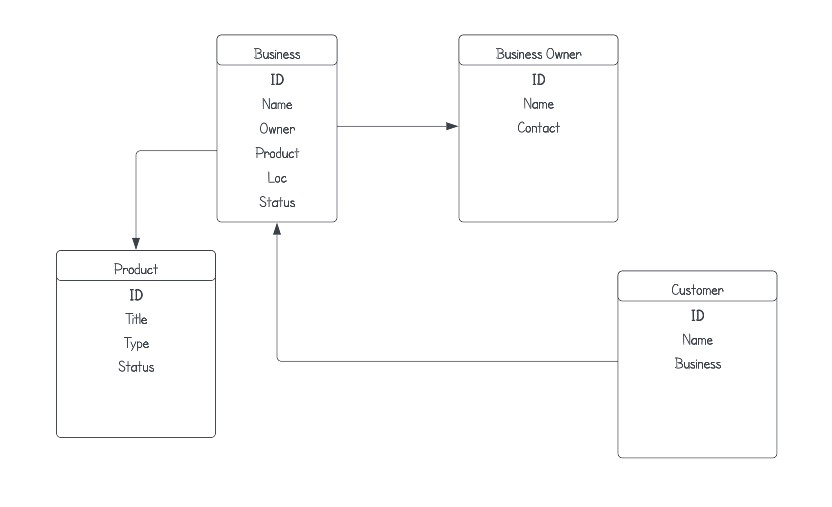 Business
ID
Name
Owner
Product
Loc
Status
Business Owner
ID
Name
Contact
Product
ID
Title
Type
Status
Customer
ID
Name
Business